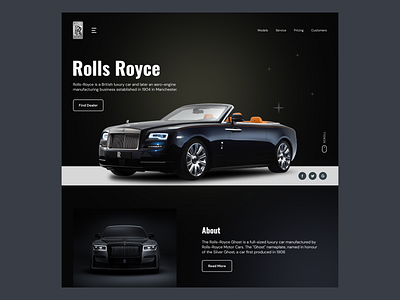 Models Service Pricing Customers
Rolls Royce
Rolls-Royce is a British luxury car and later an aero-engine
manufacturing business established in 1904 in Manchester.
Find Dealer
SCROLL
About
The Rolls-Royce Ghost is a full-sized luxury car manufactured by
Rolls-Royce Motor Cars. The "Ghost" nameplate, named in honour
of the Silver Ghost, a car first produced in 1906
Read More